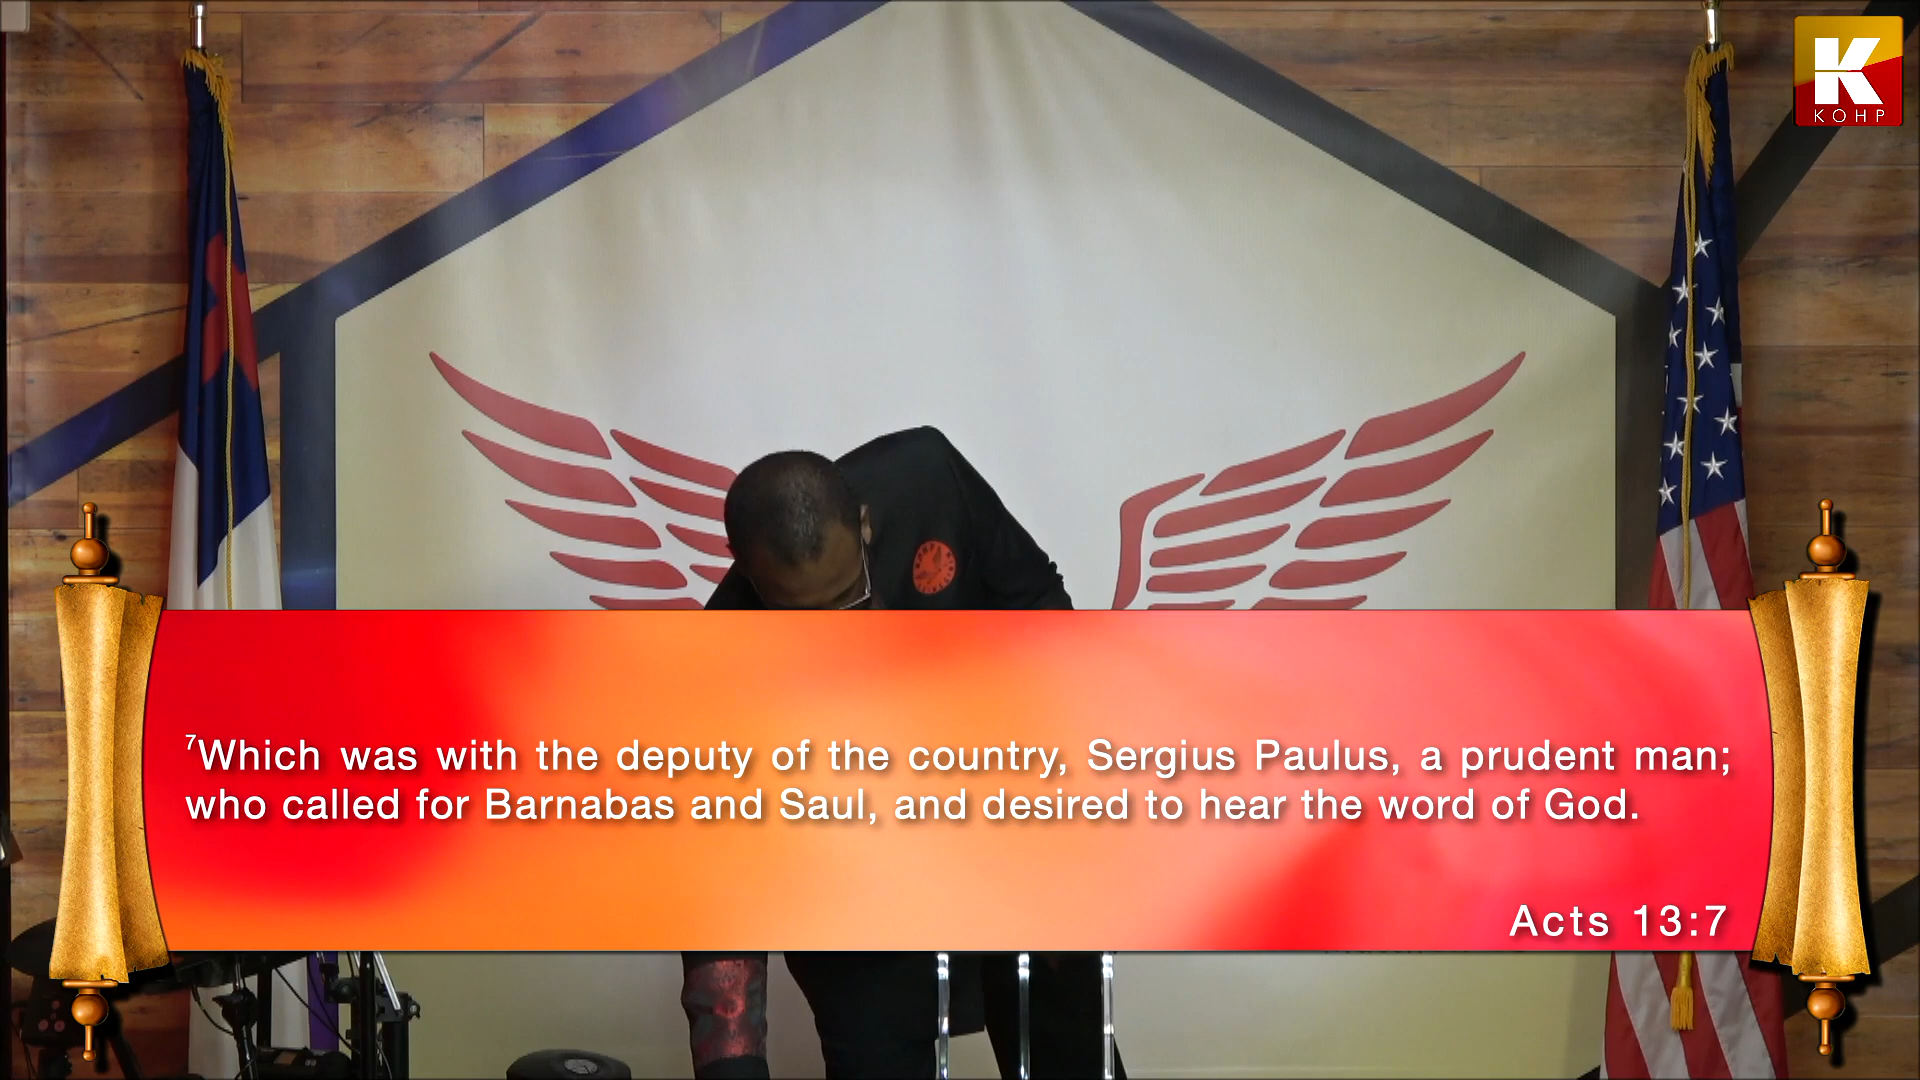 K
KOHP
⁷Which was with the deputy of the country, Sergius Paulus, a prudent man;
who called for Barnabas and Saul, and desired to hear the word of God.
Acts 13:7